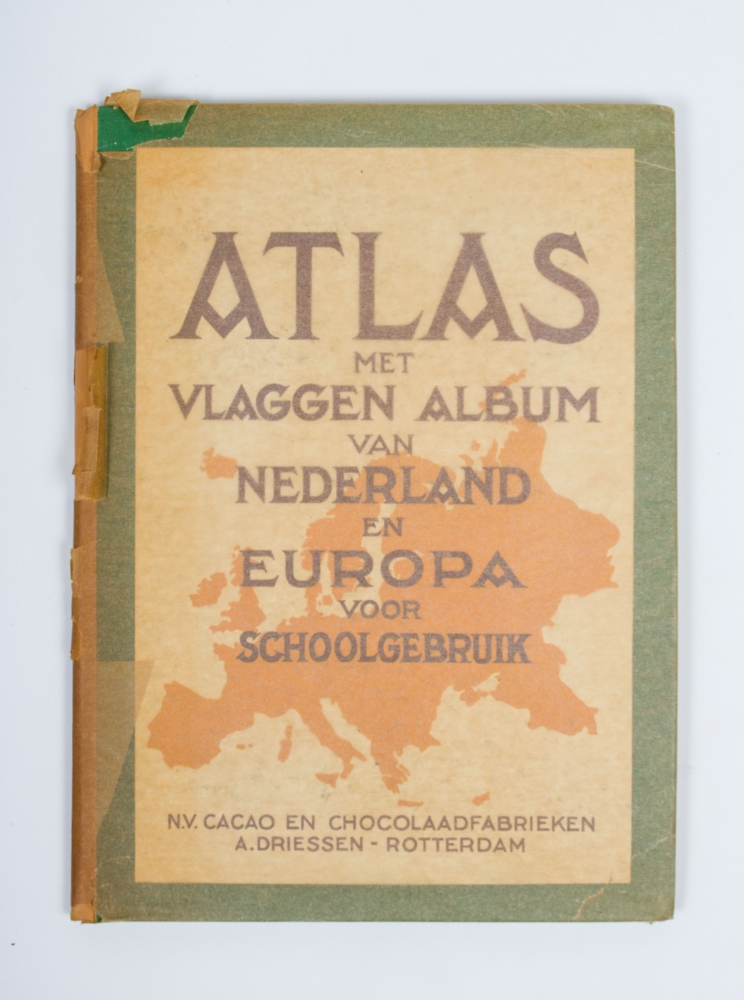 ATLAS
MET
VLAGGEN ALBUM
VAN
NEDERLAND
EN
EUROPA
VOOR
SCHOOLGEBRUIK
N.V. CACAO EN CHOCOLAADFABRIEKEN
A. DRIESSEN - ROTTERDAM